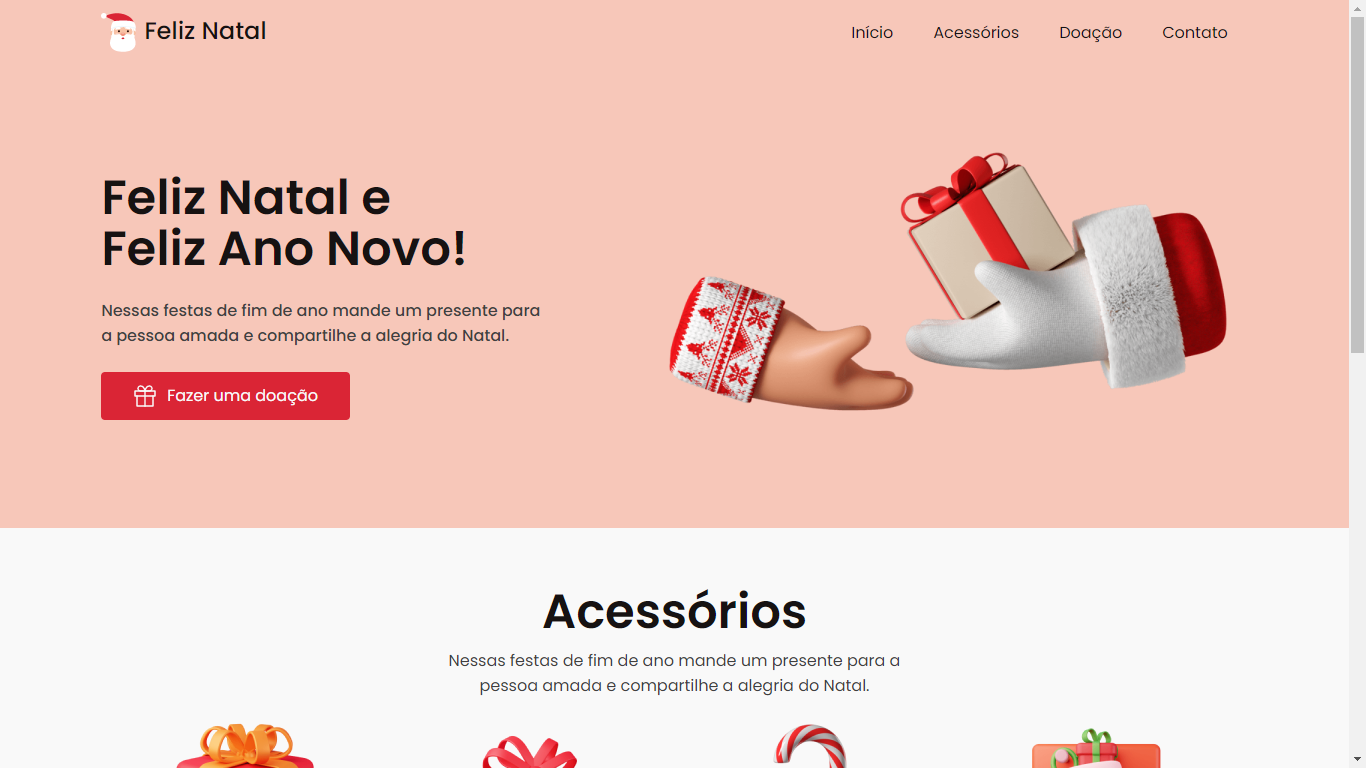 Feliz Natal
Início
Acessórios
Doação
Contato
Feliz Natal e
Feliz Ano Novo!
Nessas festas de fim de ano mande um presente para
a pessoa amada e compartilhe a alegria do Natal.
Fazer uma doação
Acessórios
Nessas festas de fim de ano mande um presente para a
pessoa amada e compartilhe a alegria do Natal.